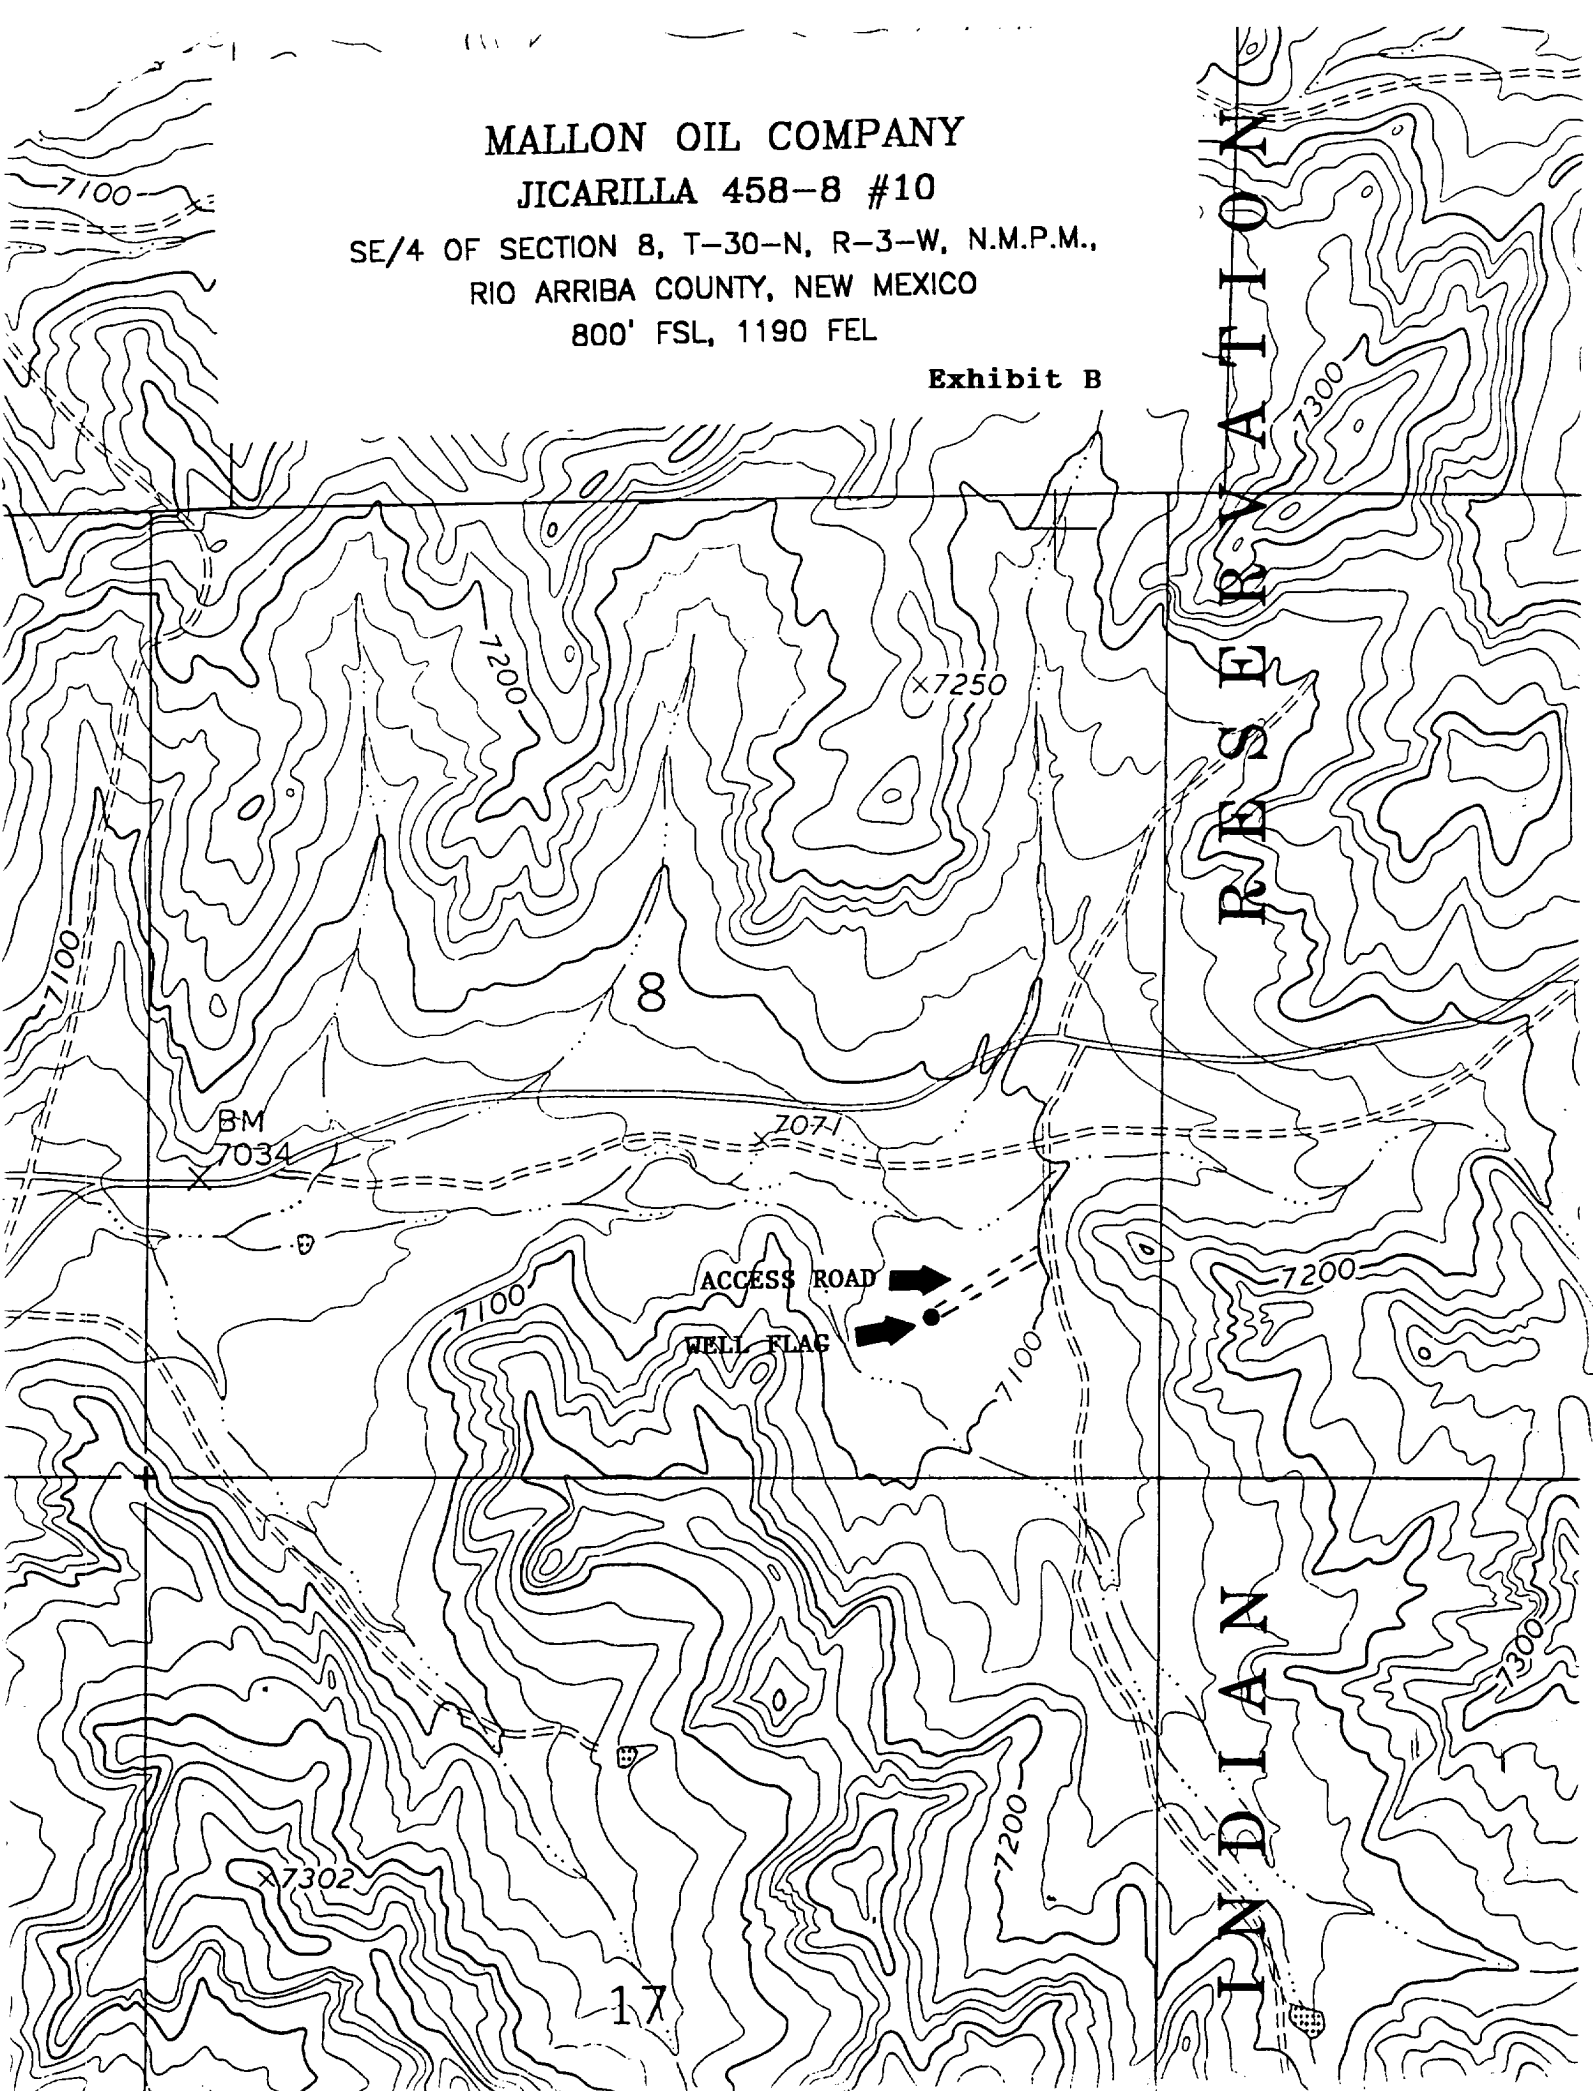 MALLON OIL COMPANY
JICARILLA 458-8 #10
SE/4 OF SECTION 8, T-30-N, R-3-W, N.M.P.M.,
RIO ARRIBA COUNTY, NEW MEXICO
800' FSL, 1190 FEL
Exhibit B
7100
7300
7200
×7250
7100
8
BM
7034
7071
ACCESS ROAD
7200
7100
WELL FLAG
7100
7300
7200
×7302
17
INDIAN RESERVATION